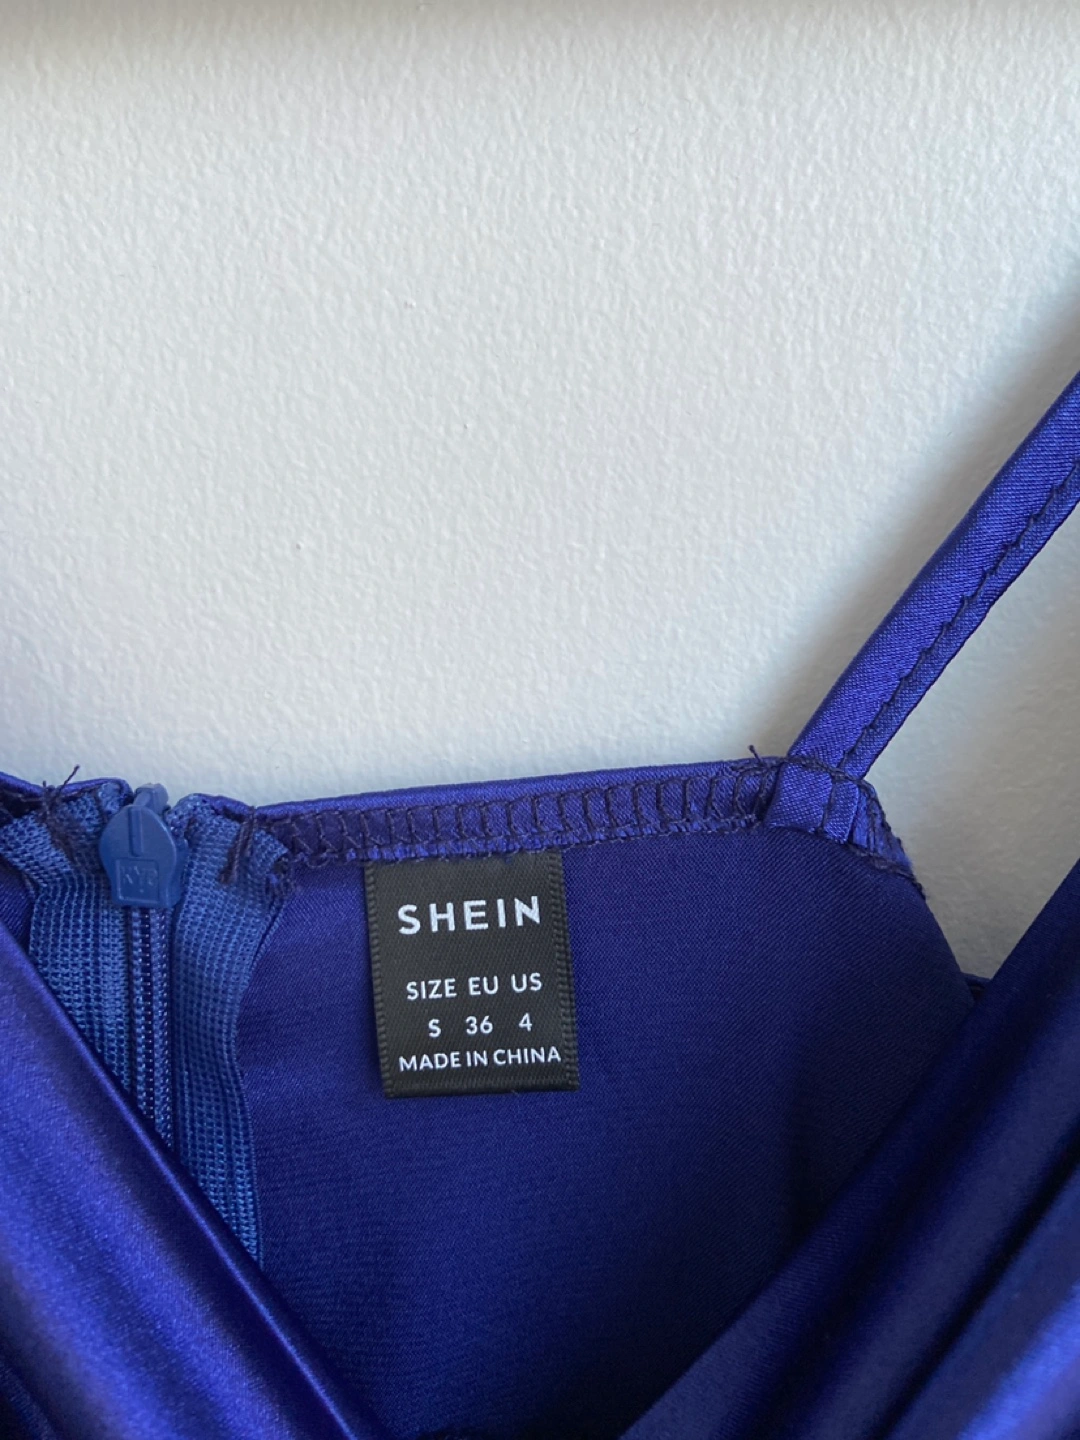 SHEIN
SIZE EU US
S 36 4
MADE IN CHINA